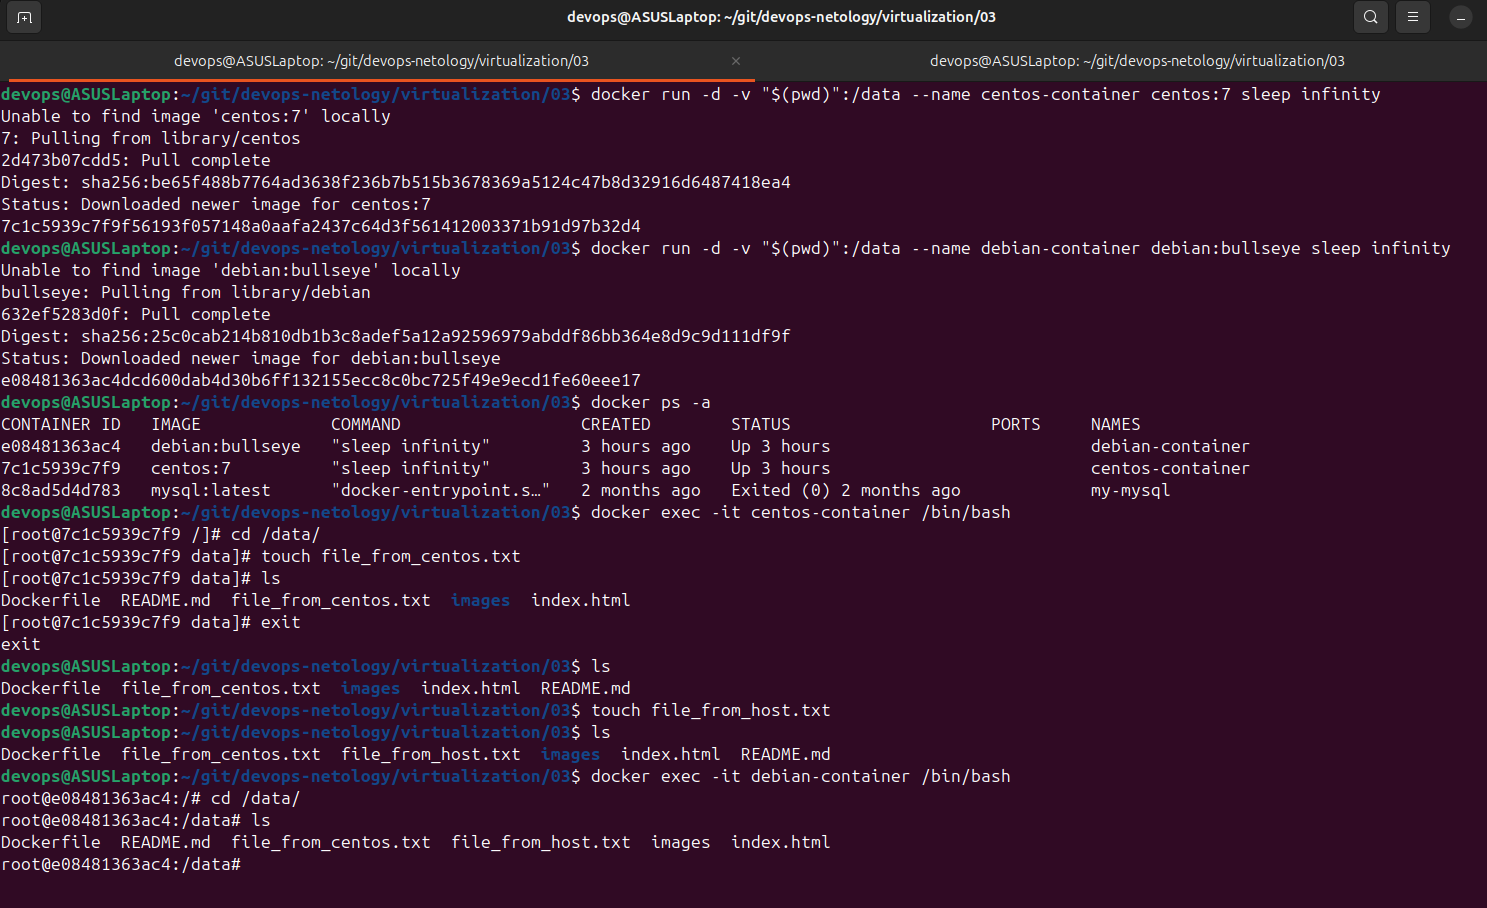 devops@ASUSLaptop: ~/git/devops-netology/virtualization/03
devops@ASUSLaptop: ~/git/devops-netology/virtualization/03 ×
devops@ASUSLaptop: ~/git/devops-netology/virtualization/03
devops@ASUSLaptop:~/git/devops-netology/virtualization/03$ docker run -d -v "$(pwd)":/data --name centos-container centos:7 sleep infinity
Unable to find image 'centos:7' locally
7: Pulling from library/centos
2d473b07cdd5: Pull complete
Digest: sha256:be65f488b7764ad3638f236b7b515b3678369a5124c47b8d32916d6487418ea4
Status: Downloaded newer image for centos:7
7c1c5939c7f9f56193f057148a0aafa2437c64d3f561412003371b91d97b32d4
devops@ASUSLaptop:~/git/devops-netology/virtualization/03$ docker run -d -v "$(pwd)":/data --name debian-container debian:bullseye sleep infinity
Unable to find image 'debian:bullseye' locally
bullseye: Pulling from library/debian
632ef5283d0f: Pull complete
Digest: sha256:25c0cab214b810db1b3c8adef5a12a92596979abddf86bb364e8d9c9d111df9f
Status: Downloaded newer image for debian:bullseye
e08481363ac4dcd600dab4d30b6ff132155ecc8c0bc725f49e9ecd1fe60eee17
devops@ASUSLaptop:~/git/devops-netology/virtualization/03$ docker ps -a
CONTAINER ID   IMAGE             COMMAND                  CREATED        STATUS                    PORTS     NAMES
e08481363ac4   debian:bullseye   "sleep infinity"         3 hours ago    Up 3 hours                          debian-container
7c1c5939c7f9   centos:7          "sleep infinity"         3 hours ago    Up 3 hours                          centos-container
8c8ad5d4d783   mysql:latest      "docker-entrypoint.s…"   2 months ago   Exited (0) 2 months ago             my-mysql
devops@ASUSLaptop:~/git/devops-netology/virtualization/03$ docker exec -it centos-container /bin/bash
[root@7c1c5939c7f9 /]# cd /data/
[root@7c1c5939c7f9 data]# touch file_from_centos.txt
[root@7c1c5939c7f9 data]# ls
Dockerfile  README.md  file_from_centos.txt  images  index.html
[root@7c1c5939c7f9 data]# exit
exit
devops@ASUSLaptop:~/git/devops-netology/virtualization/03$ ls
Dockerfile  file_from_centos.txt  images  index.html  README.md
devops@ASUSLaptop:~/git/devops-netology/virtualization/03$ touch file_from_host.txt
devops@ASUSLaptop:~/git/devops-netology/virtualization/03$ ls
Dockerfile  file_from_centos.txt  file_from_host.txt  images  index.html  README.md
devops@ASUSLaptop:~/git/devops-netology/virtualization/03$ docker exec -it debian-container /bin/bash
root@e08481363ac4:/# cd /data/
root@e08481363ac4:/data# ls
Dockerfile  README.md  file_from_centos.txt  file_from_host.txt  images  index.html
root@e08481363ac4:/data#